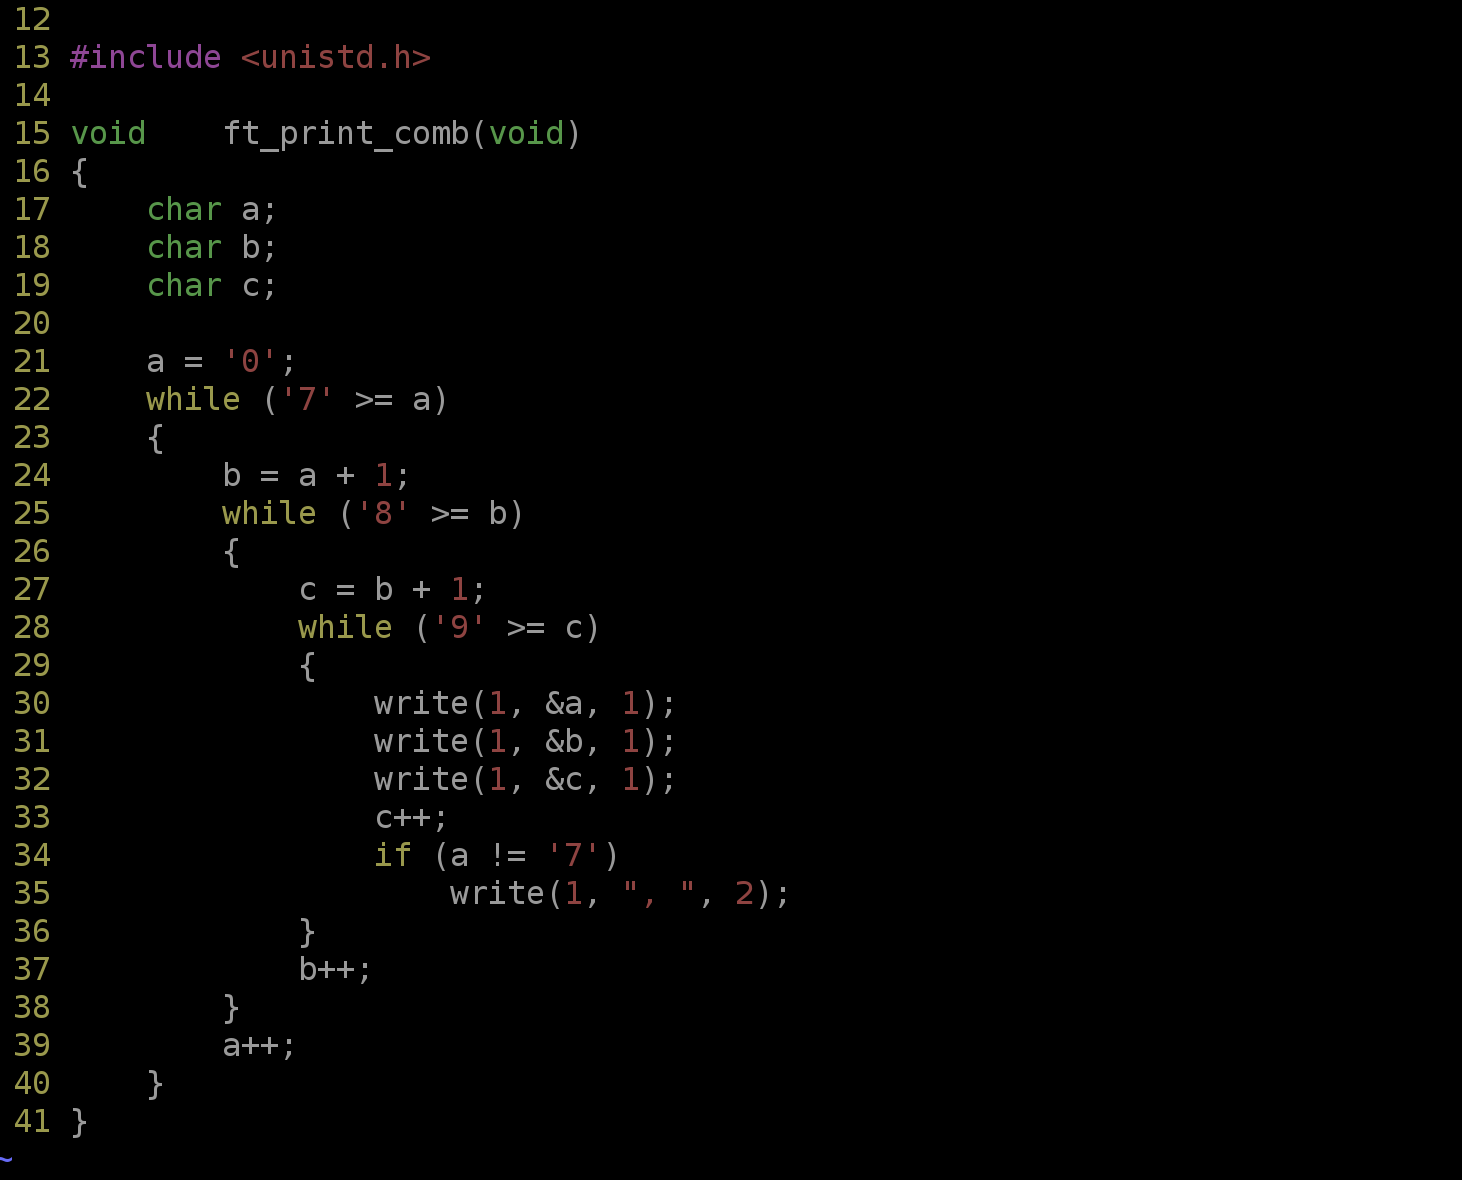 12
13 #include <unistd.h>
14
15 void    ft_print_comb(void)
16 {
17     char a;
18     char b;
19     char c;
20
21     a = '0';
22     while ('7' >= a)
23     {
24         b = a + 1;
25         while ('8' >= b)
26         {
27             c = b + 1;
28             while ('9' >= c)
29             {
30                 write(1, &a, 1);
31                 write(1, &b, 1);
32                 write(1, &c, 1);
33                 c++;
34                 if (a != '7')
35                     write(1, ", ", 2);
36             }
37             b++;
38         }
39         a++;
40     }
41 }
~